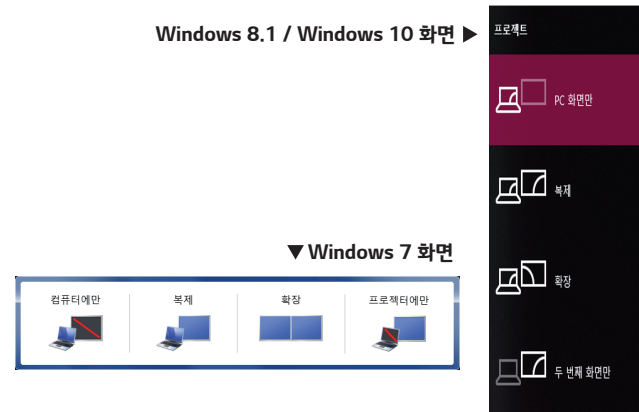 Windows 8.1 / Windows 10 화면 ▶
프로젝트
PC 화면만
복제
확장
두 번째 화면만
▼Windows 7 화면
컴퓨터에만
복제
확장
프로젝터에만